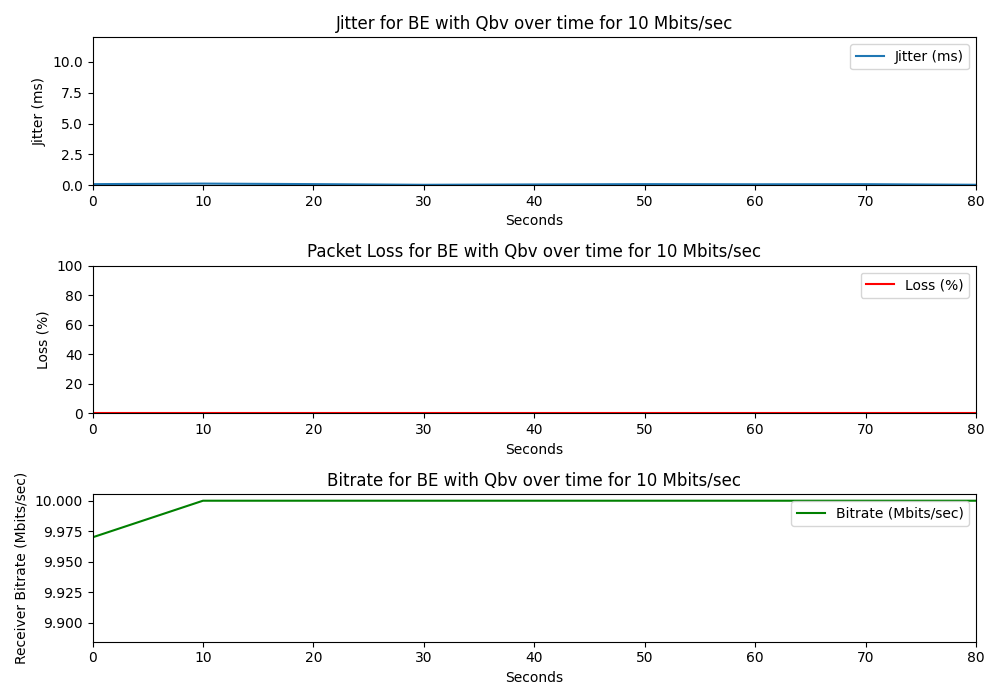 Jitter for BE with Qbv over time for 10 Mbits/sec
Jitter (ms)
10.0
7.5
5.0
2.5
0.0
Jitter (ms)
0 10 20 30 40 50 60 70 80
Seconds
Packet Loss for BE with Qbv over time for 10 Mbits/sec
Loss (%)
100
80
60
40
20
0
Loss (%)
0 10 20 30 40 50 60 70 80
Seconds
Bitrate for BE with Qbv over time for 10 Mbits/sec
Receiver Bitrate (Mbits/sec)
10.000
9.975
9.950
9.925
9.900
Bitrate (Mbits/sec)
0 10 20 30 40 50 60 70 80
Seconds